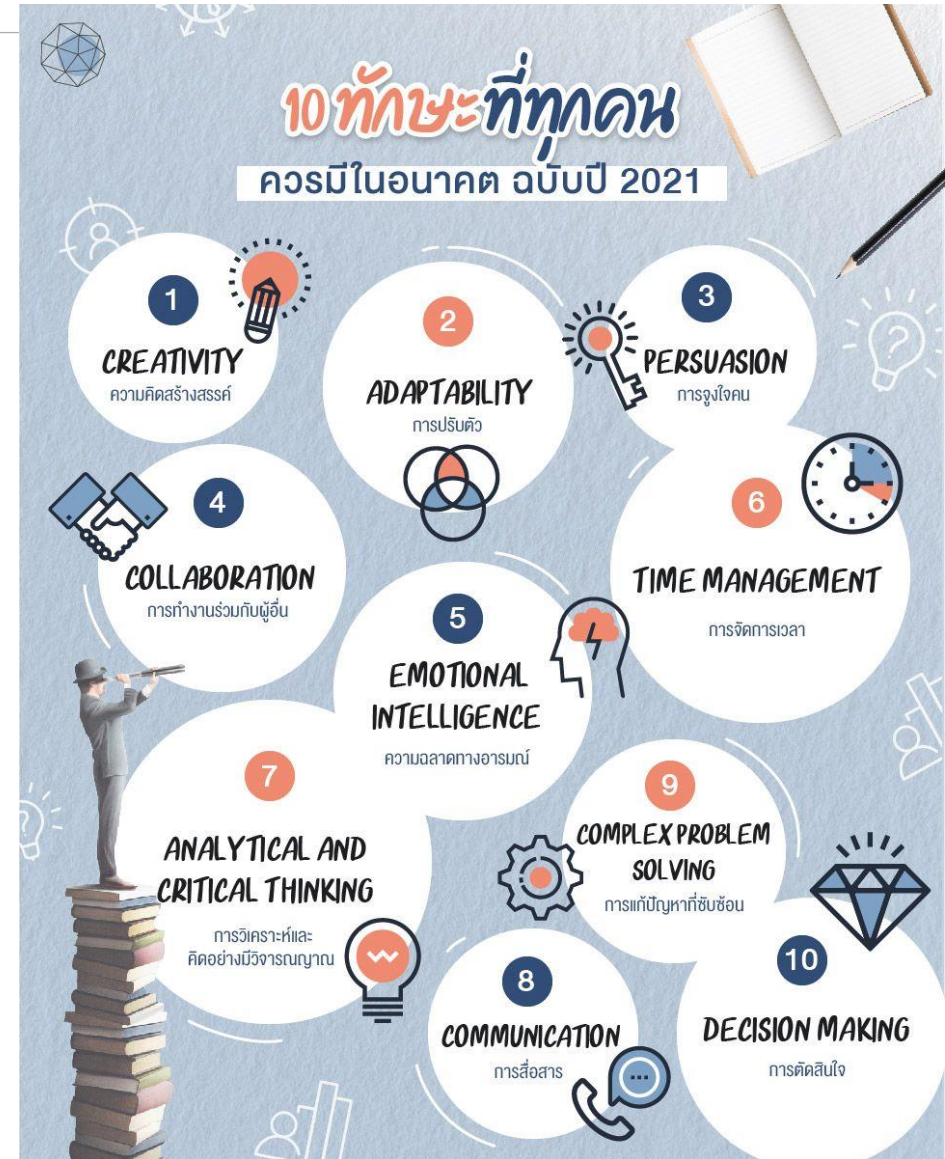 10 ทักษะที่ทุกคน
ควรมีในอนาคต ฉบับปี 2021
1
CREATIVITY
ความคิดสร้างสรรค์
2
ADAPTABILITY
การปรับตัว
3
PERSUASION
การจูงใจคน
4
COLLABORATION
การทำงานร่วมกับผู้อื่น
5
EMOTIONAL
INTELLIGENCE
ความฉลาดทางอารมณ์
6
TIME MANAGEMENT
การจัดการเวลา
7
ANALYTICAL AND
CRITICAL THINKING
การวิเคราะห์และ
คิดอย่างมีวิจารณญาณ
8
COMMUNICATION
การสื่อสาร
9
COMPLEX PROBLEM
SOLVING
การแก้ปัญหาที่ซับซ้อน
10
DECISION MAKING
การตัดสินใจ